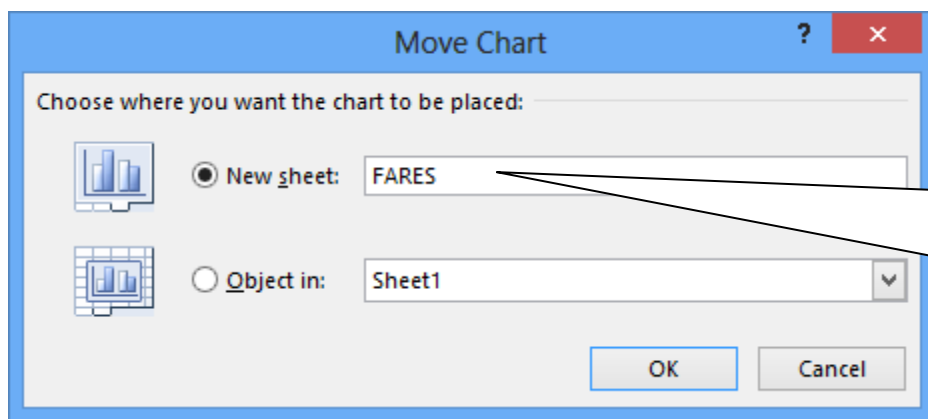 Move Chart
?
×
Choose where you want the chart to be placed:
New sheet: FARES
Object in: Sheet1
OK Cancel